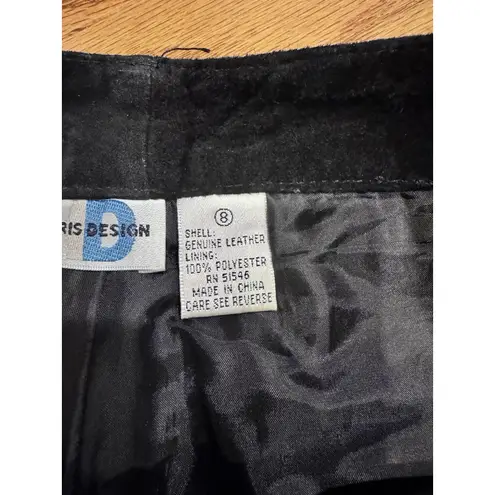 RIS DESIGN
D
8
SHELL:
GENUINE LEATHER
LINING:
100% POLYESTER
RN 51546
MADE IN CHINA
CARE SEE REVERSE